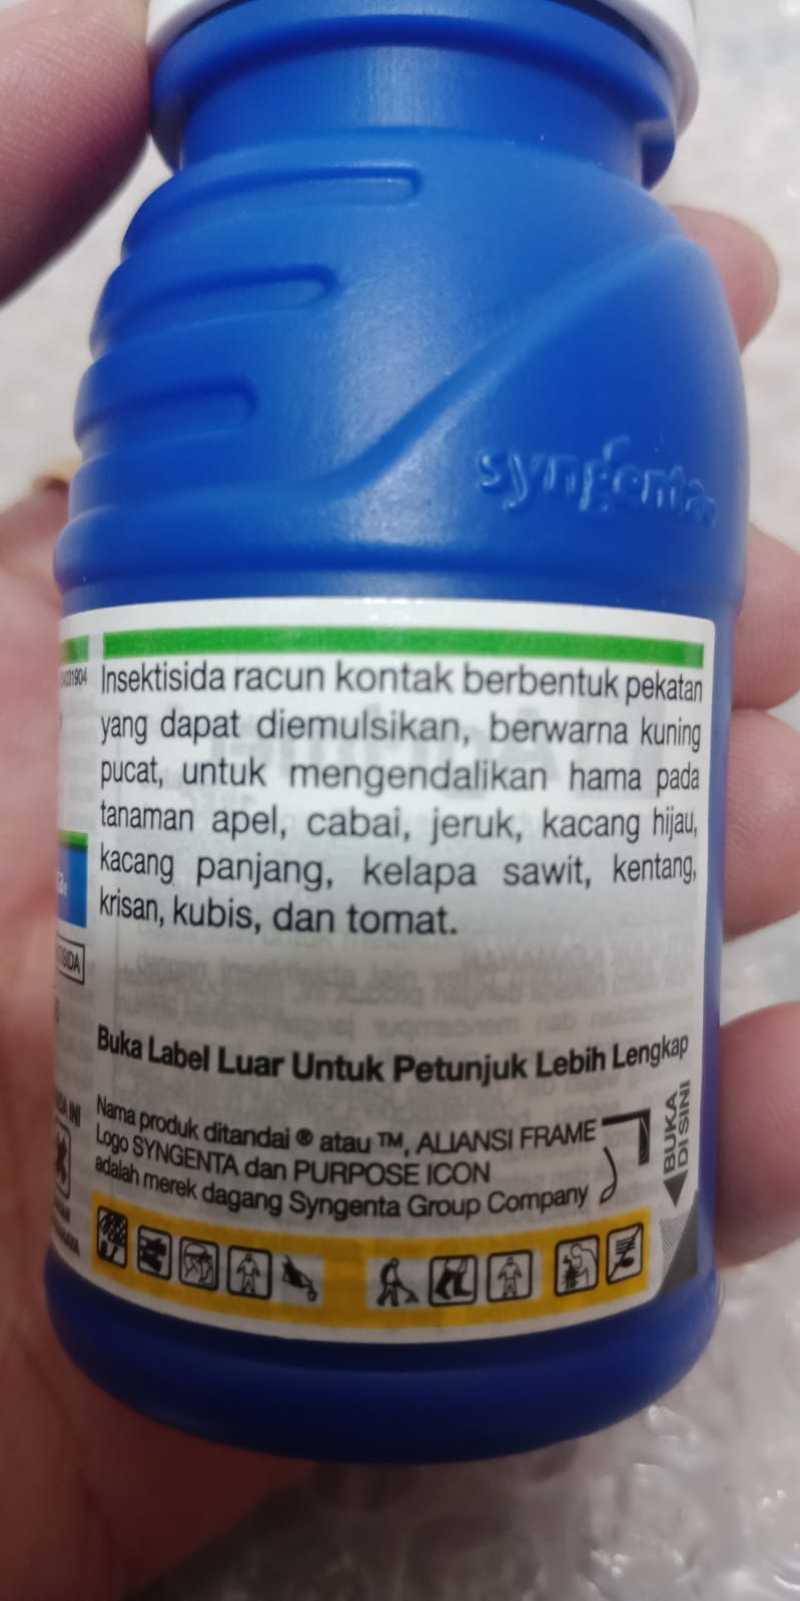 syngenta
Insektisida racun kontak berbentuk pekatan
yang dapat diemulsikan, berwarna kuning
pucat, untuk mengendalikan hama pada
tanaman apel, cabai, jeruk, kacang hijau,
kacang panjang, kelapa sawit, kentang,
krisan, kubis, dan tomat.
Buka Label Luar Untuk Petunjuk Lebih Lengkap
Nama produk ditandai ® atau ™, ALIANSI FRAME
Logo SYNGENTA dan PURPOSE ICON
adalah merek dagang Syngenta Group Company
BUKA
DI SINI